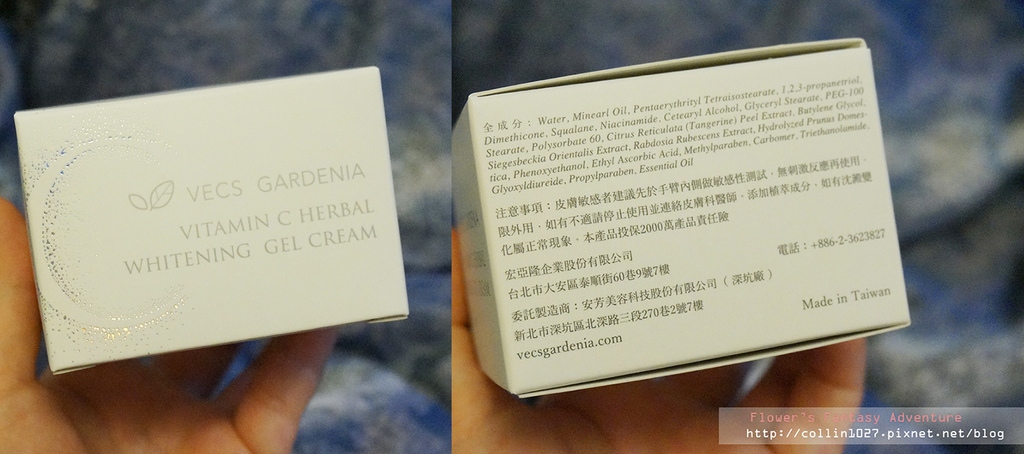 VECS GARDENIA
VITAMIN C HERBAL
WHITENING GEL CREAM
全成分：Water, Minearl Oil, Pentaerythrityl Tetraisostearate, 1,2,3-propanetriol,
Dimethicone, Squalane, Niacinamide, Cetearyl Alcohol, Glyceryl Stearate, PEG-100
Stearate, Polysorbate 60, Citrus Reticulata (Tangerine) Peel Extract, Butylene Glycol,
Siegesbeckia Orientalis Extract, Rabdosia Rubescens Extract, Hydrolyzed Prunus Domes-
tica, Phenoxyethanol, Ethyl Ascorbic Acid, Methylparaben, Carbomer, Triethanolamide,
Glyoxyldiureide, Propylparaben, Essential Oil
注意事項：皮膚敏感者建議先於手臂內側做敏感性測試，無刺激反應再使用，
限外用，如有不適請停止使用並連絡皮膚科醫師，添加植萃成分，如有沈澱變
化屬正常現象。本產品投保2000萬產品責任險
宏亞隆企業股份有限公司 電話：+886-2-3623827
台北市大安區泰順街60巷9號7樓
委託製造商：安芳美容科技股份有限公司（深坑廠）
新北市深坑區北深路三段270巷2號7樓 Made in Taiwan
vecsgardenia.com
Flower's Fantasy Adventure
http://collin1027.pixnet.net/blog